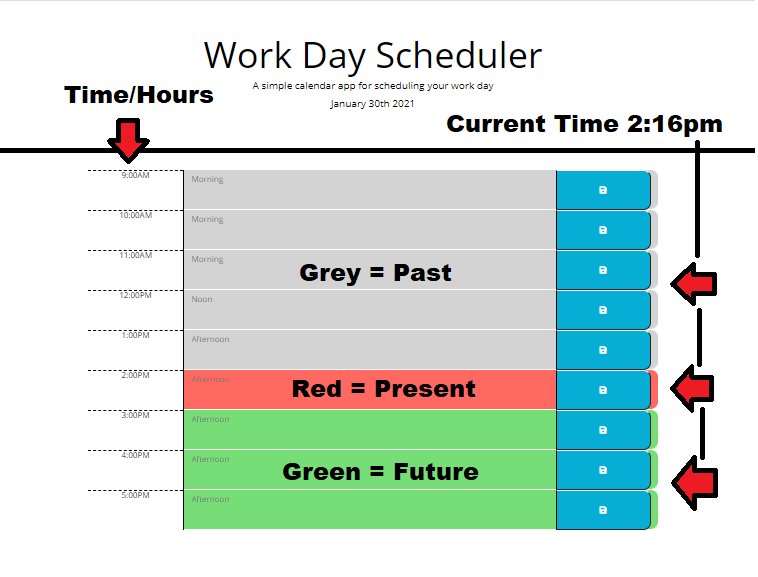 Work Day Scheduler
A simple calendar app for scheduling your work day
Time/Hours
January 30th 2021
Current Time 2:16pm
9:00AM Morning
10:00AM Morning
11:00AM Morning
Grey = Past
12:00PM Noon
1:00PM Afternoon
2:00PM Afternoon
Red = Present
3:00PM Afternoon
4:00PM Afternoon
Green = Future
5:00PM Afternoon